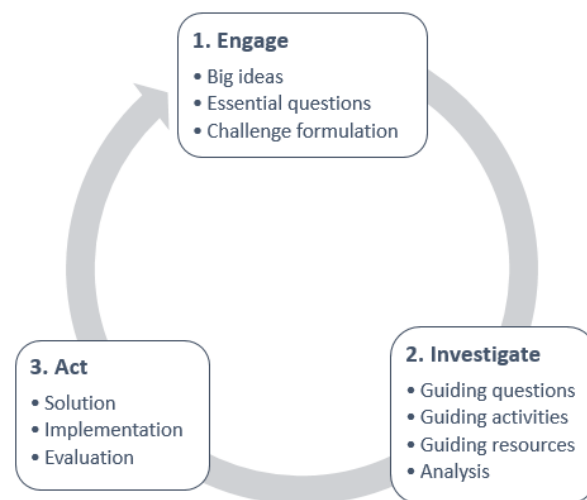 1. Engage
• Big ideas
• Essential questions
• Challenge formulation
2. Investigate
• Guiding questions
• Guiding activities
• Guiding resources
• Analysis
3. Act
• Solution
• Implementation
• Evaluation